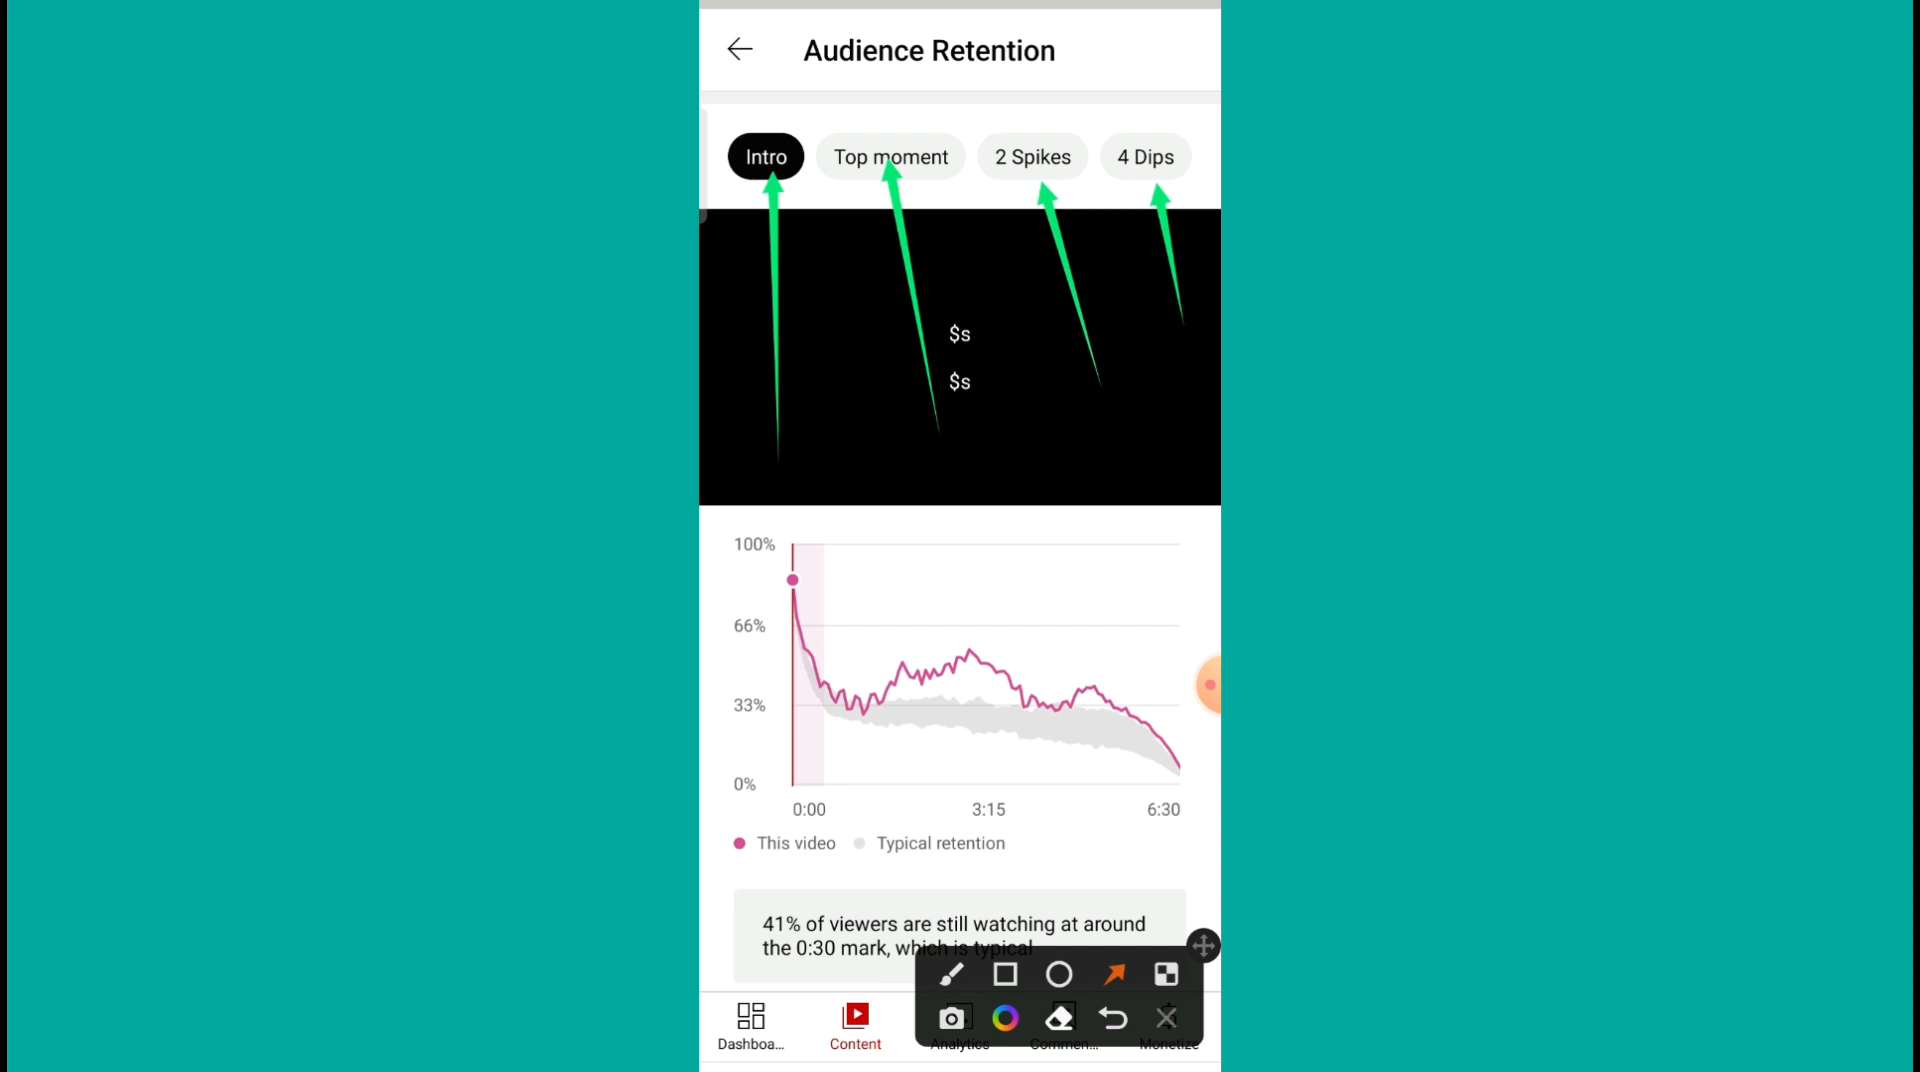 Audience Retention
Intro
Top moment
2 Spikes
4 Dips
$s
$s
100%
66%
33%
0%
0:00
3:15
6:30
This video
Typical retention
41% of viewers are still watching at around
the 0:30 mark, which is typical
Dashboa...
Content
Analytics
Commen...
Monetize